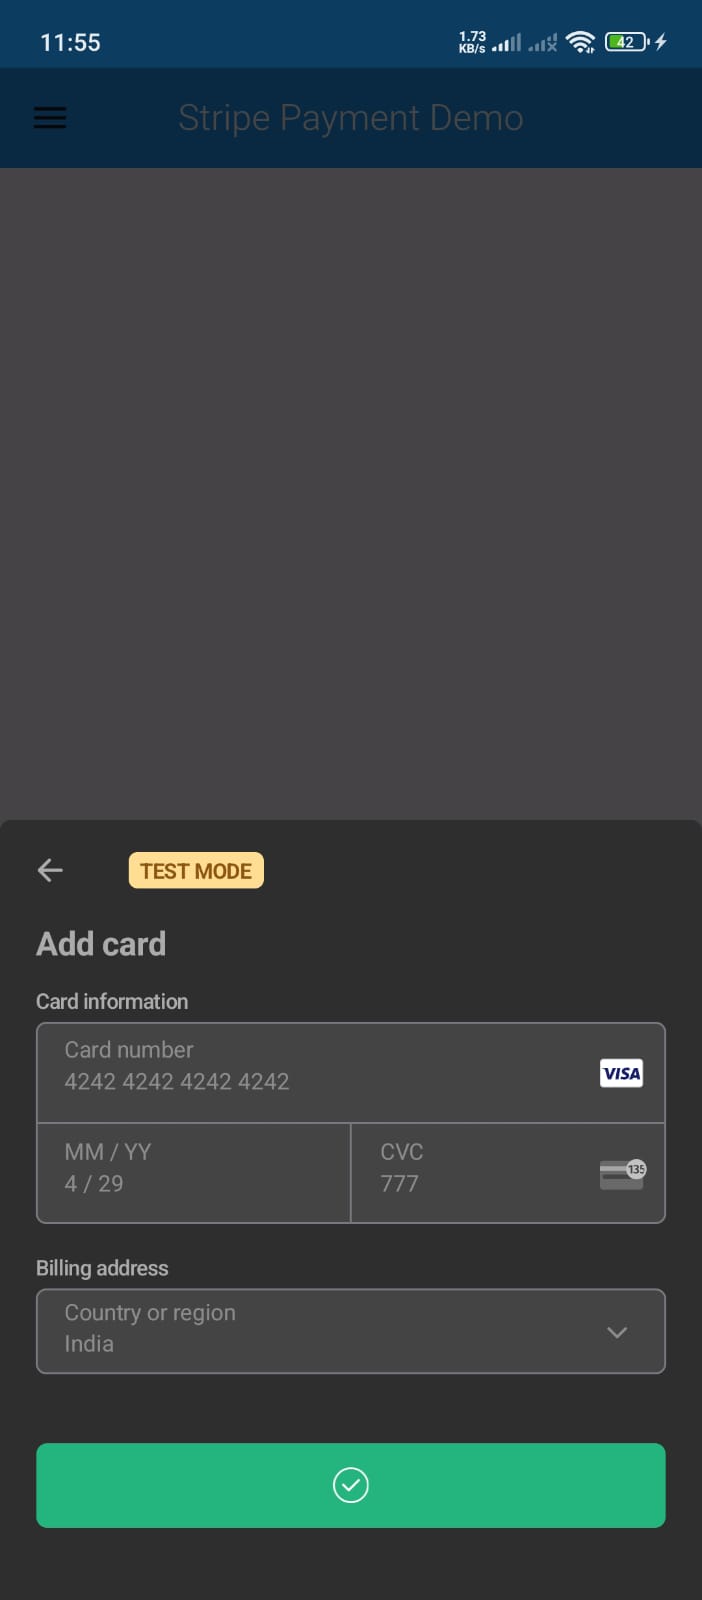 11:55
1.73
KB/s
42
Stripe Payment Demo
TEST MODE
Add card
Card information
Card number
4242 4242 4242 4242
VISA
MM / YY
4 / 29
CVC
777
135
Billing address
Country or region
India